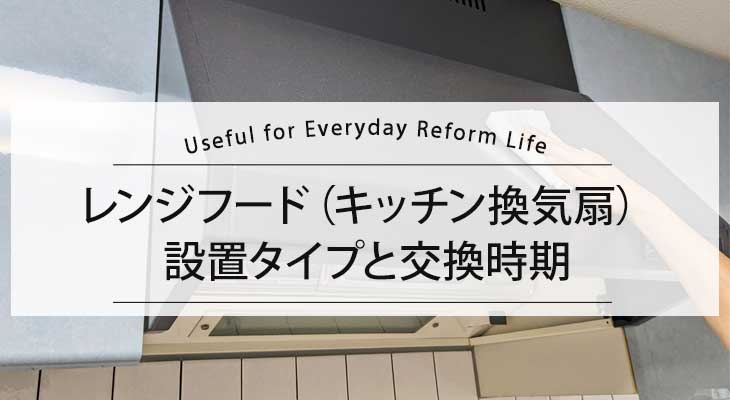 Useful for Everyday Reform Life
レンジフード（キッチン換気扇）
設置タイプと交換時期